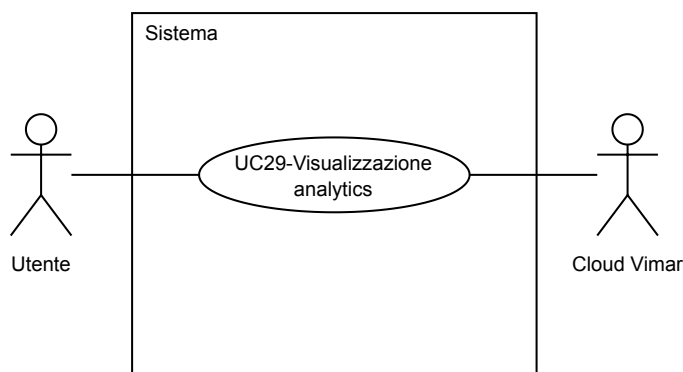 Sistema
UC29-Visualizzazione
analytics
Utente
Cloud Vimar